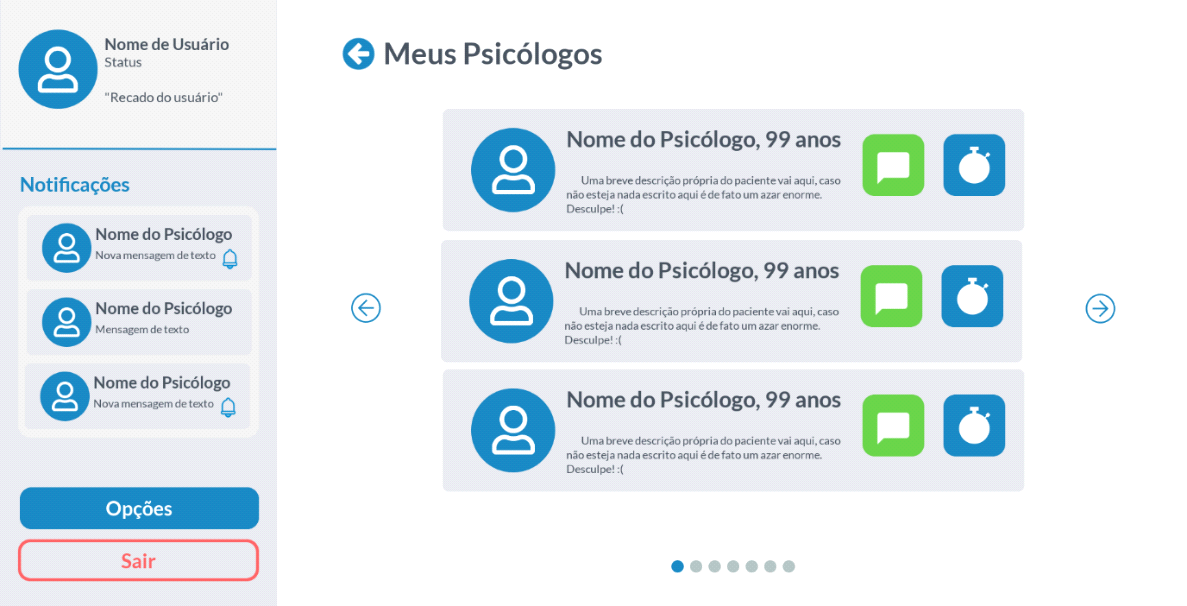 Nome de Usuário
Status
"Recado do usuário"
Notificações
Nome do Psicólogo
Nova mensagem de texto
Nome do Psicólogo
Mensagem de texto
Nome do Psicólogo
Nova mensagem de texto
Opções
Sair
Meus Psicólogos
Nome do Psicólogo, 99 anos
Uma breve descrição própria do paciente vai aqui, caso
não esteja nada escrito aqui é de fato um azar enorme.
Desculpe! :(
Nome do Psicólogo, 99 anos
Uma breve descrição própria do paciente vai aqui, caso
não esteja nada escrito aqui é de fato um azar enorme.
Desculpe! :(
Nome do Psicólogo, 99 anos
Uma breve descrição própria do paciente vai aqui, caso
não esteja nada escrito aqui é de fato um azar enorme.
Desculpe! :(